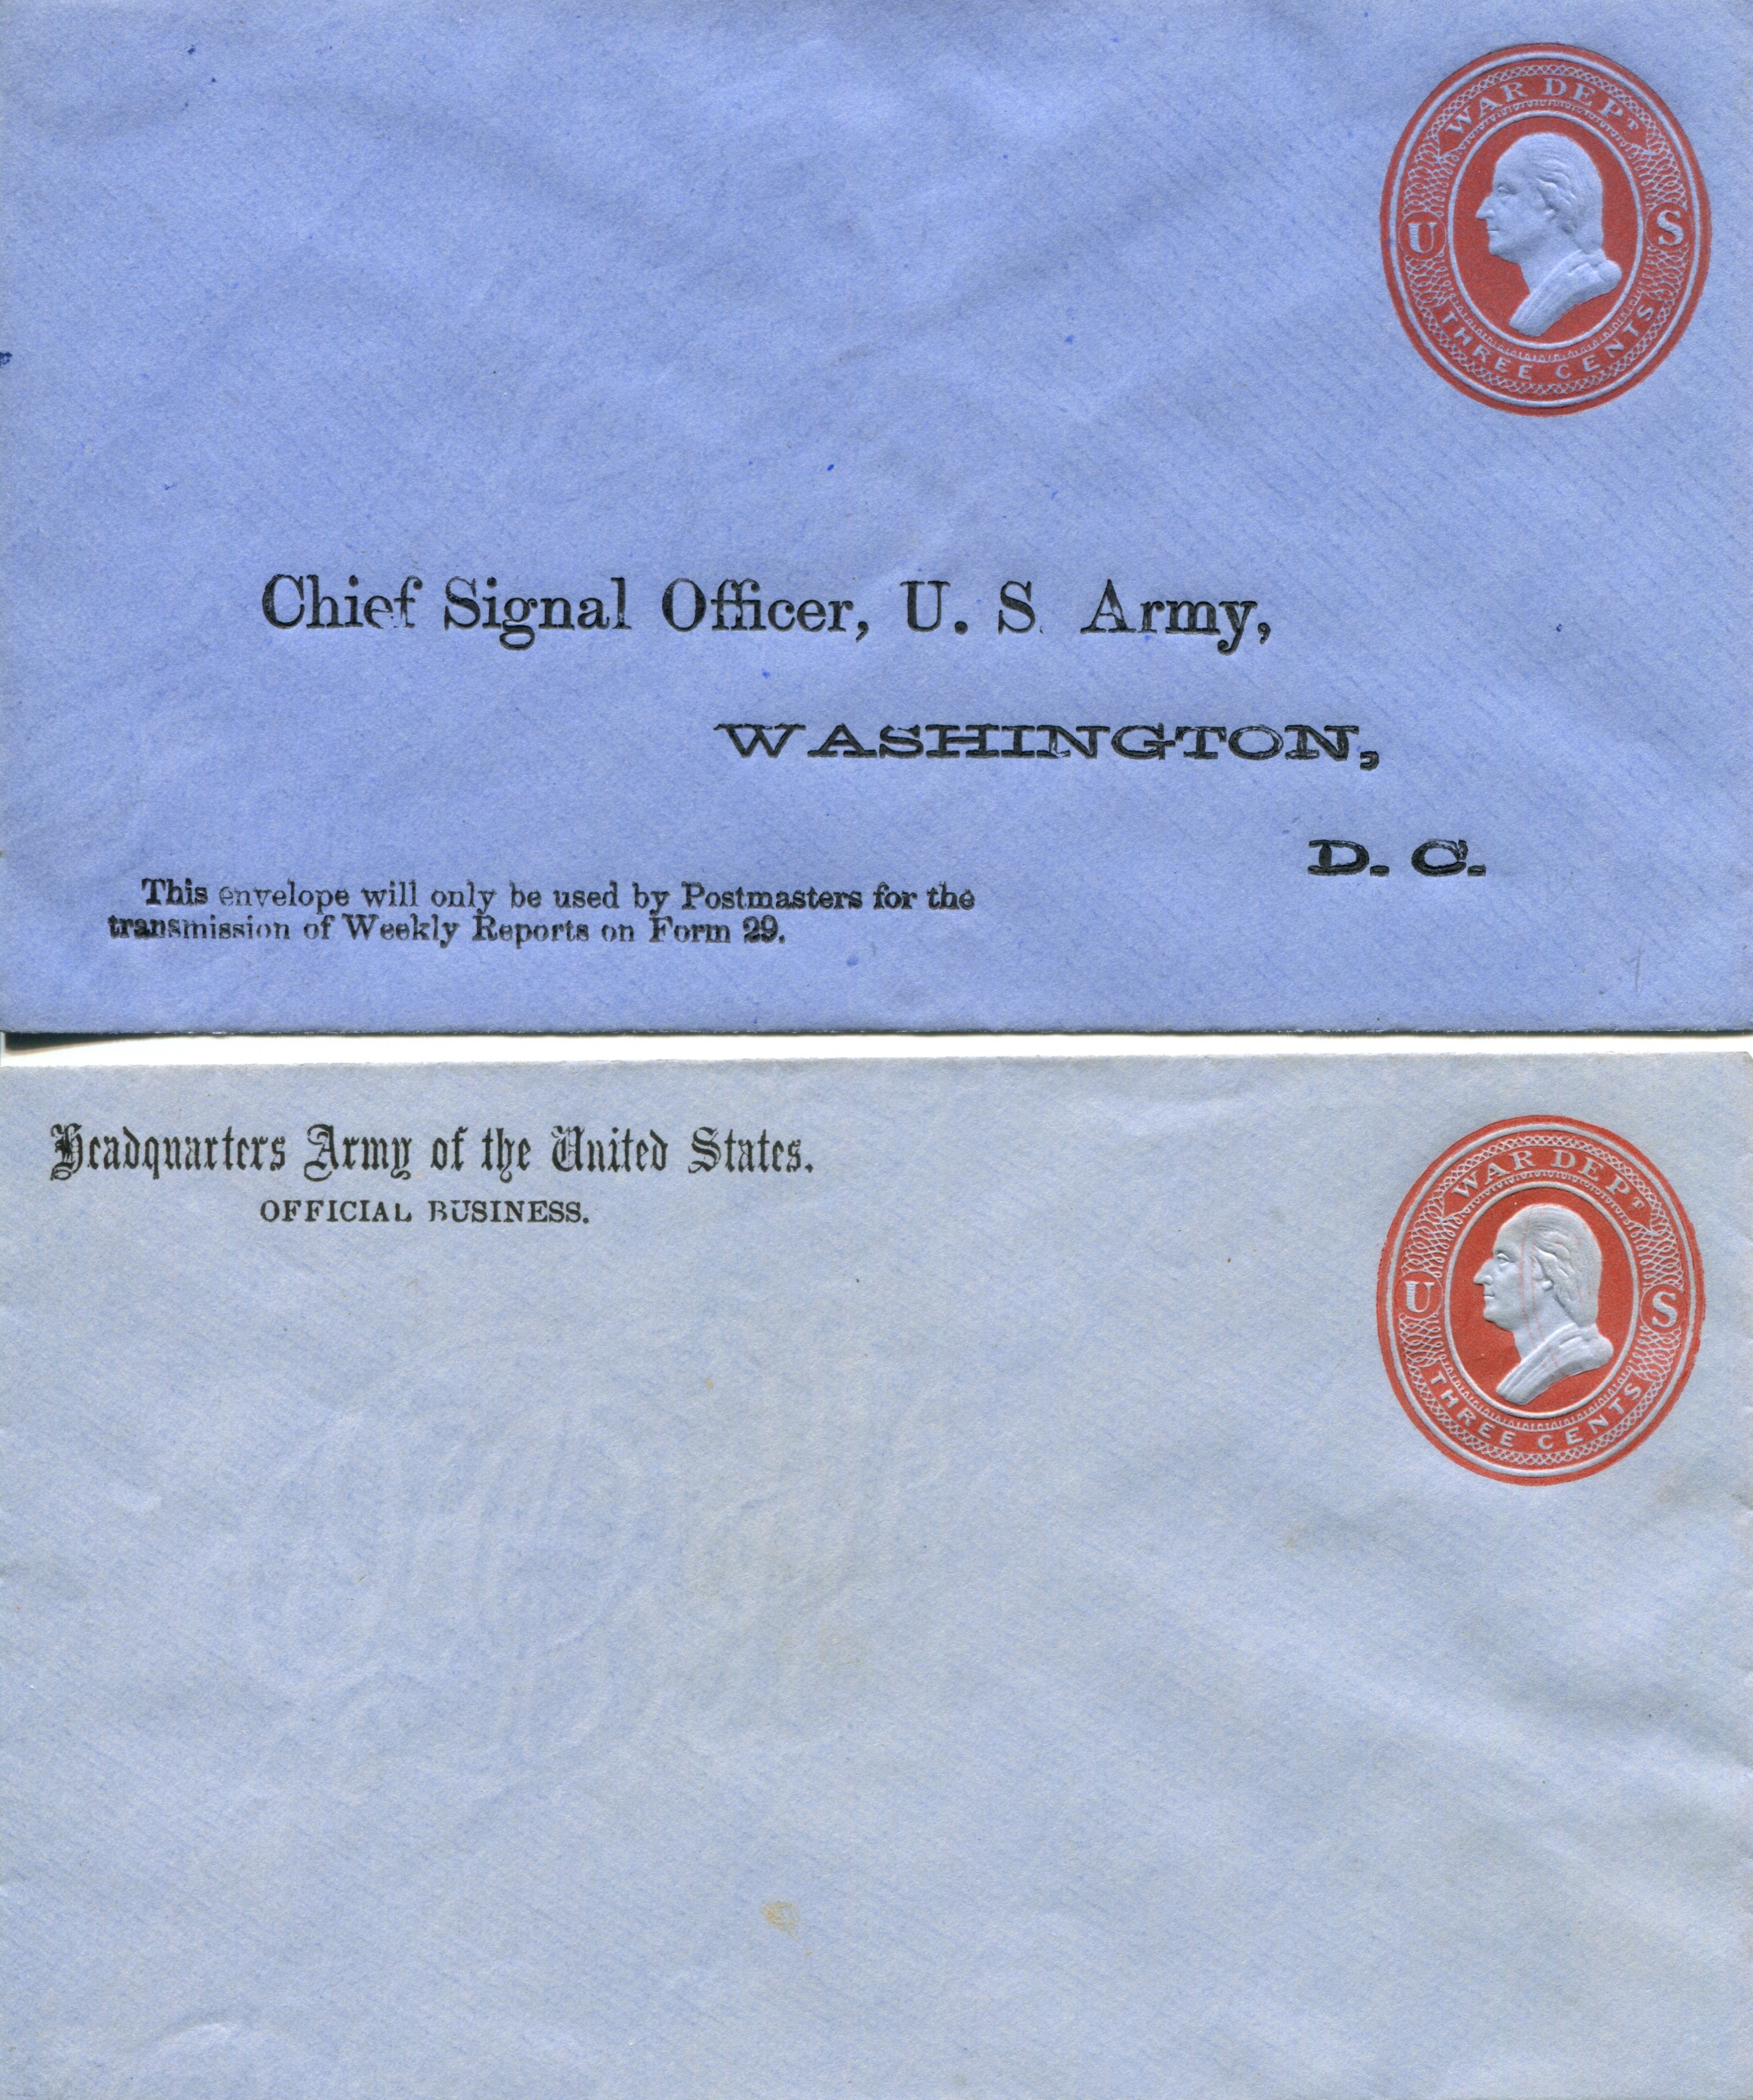 WAR DEPT
U S
THREE CENTS
Chief Signal Officer, U. S. Army,
WASHINGTON,
D. C.
This envelope will only be used by Postmasters for the
transmission of Weekly Reports on Form 29.
Headquarters Army of the United States.
OFFICIAL BUSINESS.
WAR DEPT
U S
THREE CENTS